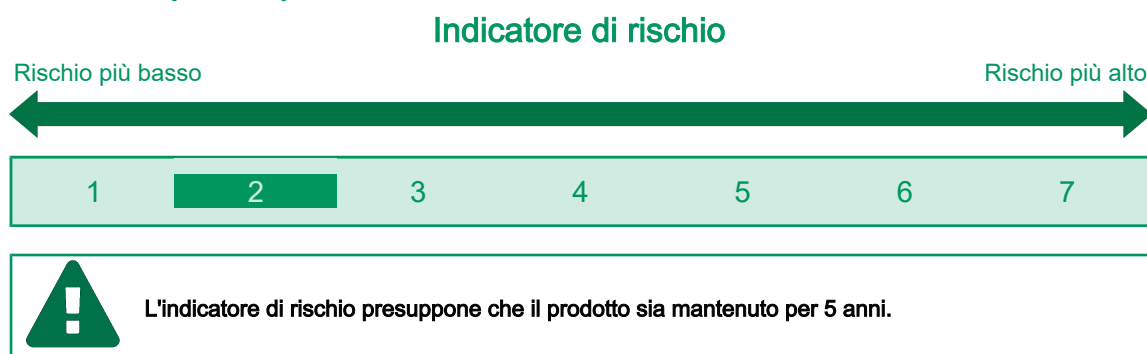 Indicatore di rischio
Rischio più basso
Rischio più alto
1 2 3 4 5 6 7
L'indicatore di rischio presuppone che il prodotto sia mantenuto per 5 anni.